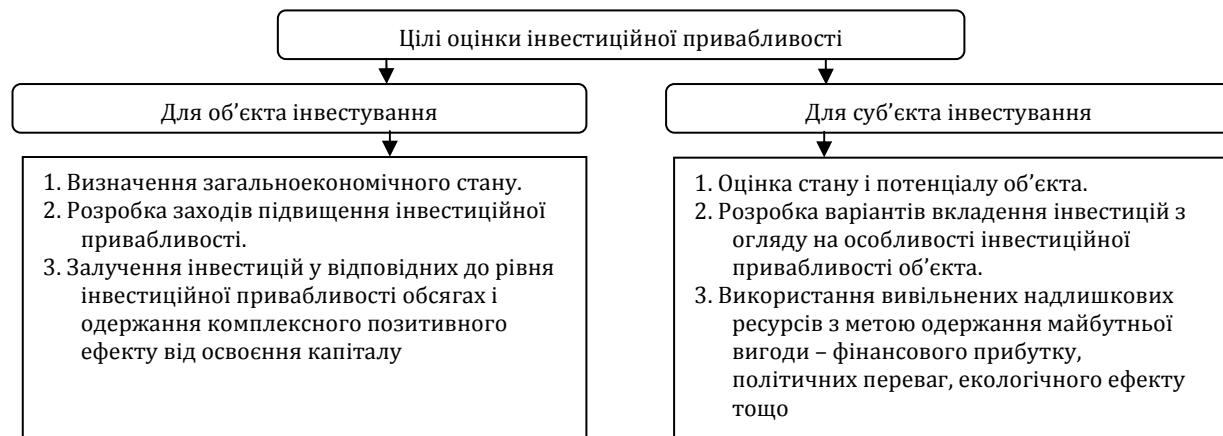 Цілі оцінки інвестиційної привабливості
Для об’єкта інвестування
Для суб’єкта інвестування
1. Визначення загальноекономічного стану.
2. Розробка заходів підвищення інвестиційної
привабливості.
3. Залучення інвестицій у відповідних до рівня
інвестиційної привабливості обсягах і
одержання комплексного позитивного
ефекту від освоєння капіталу
1. Оцінка стану і потенціалу об’єкта.
2. Розробка варіантів вкладення інвестицій з
огляду на особливості інвестиційної
привабливості об’єкта.
3. Використання вивільнених надлишкових
ресурсів з метою одержання майбутньої
вигоди – фінансового прибутку,
політичних переваг, екологічного ефекту
тощо